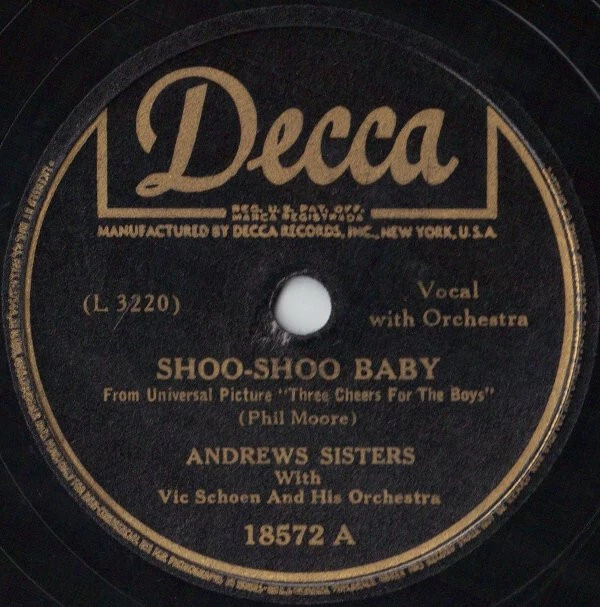 Decca
REG. U.S. PAT. OFF.
MARCA REGISTRADA
MANUFACTURED BY DECCA RECORDS, INC., NEW YORK, U.S.A.
(L 3220)
Vocal
with Orchestra
SHOO-SHOO BABY
From Universal Picture "Three Cheers For The Boys"
(Phil Moore)
ANDREWS SISTERS
With
Vic Schoen And His Orchestra
18572 A